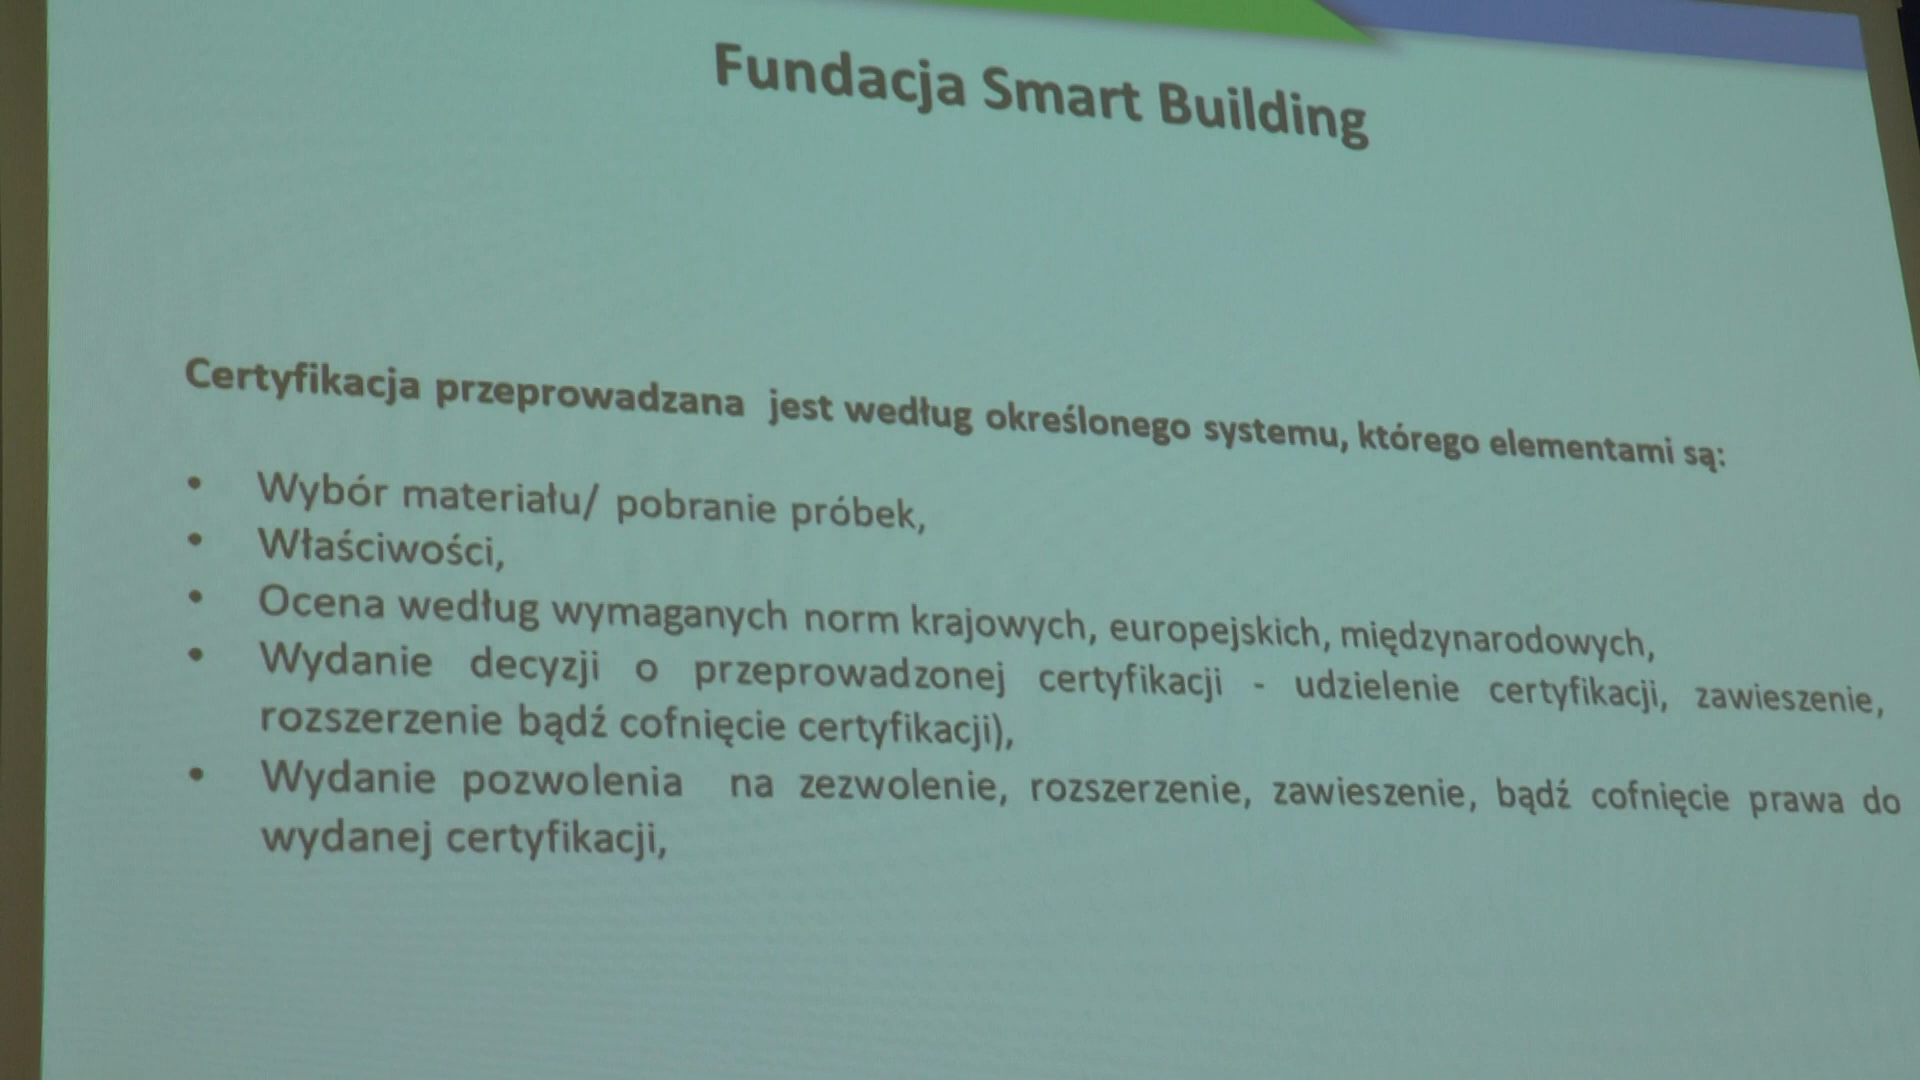 Fundacja Smart Building
Certyfikacja przeprowadzana jest według określonego systemu, którego elementami są:
• Wybór materiału/ pobranie próbek,
• Właściwości,
• Ocena według wymaganych norm krajowych, europejskich, międzynarodowych,
• Wydanie decyzji o przeprowadzonej certyfikacji - udzielenie certyfikacji, zawieszenie,
rozszerzenie bądź cofnięcie certyfikacji),
• Wydanie pozwolenia na zezwolenie, rozszerzenie, zawieszenie, bądź cofnięcie prawa do
wydanej certyfikacji,